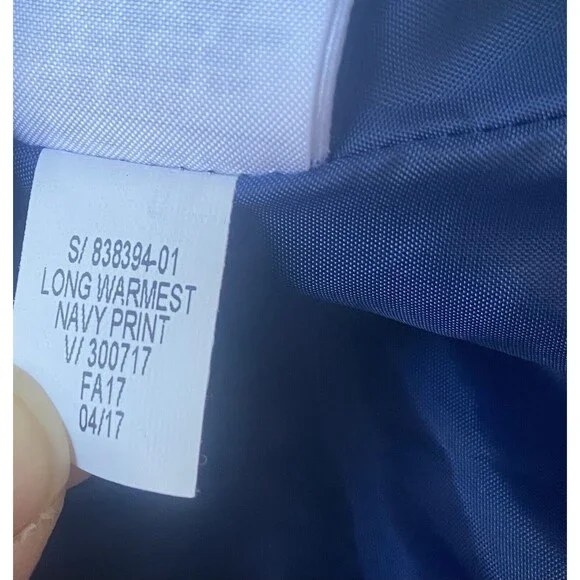 S/ 838394-01
LONG WARMEST
NAVY PRINT
V/ 300717
FA17
04/17